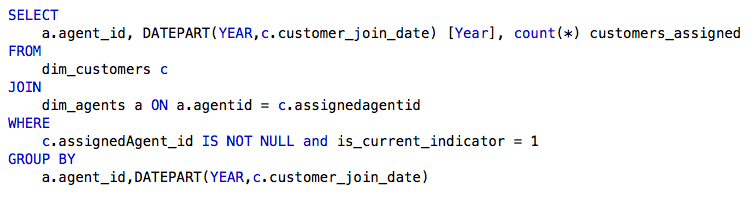 SELECT
a.agent_id, DATEPART(YEAR,c.customer_join_date) [Year], count(*) customers_assigned
FROM
dim_customers c
JOIN
dim_agents a ON a.agentid = c.assignedagentid
WHERE
c.assignedAgent_id IS NOT NULL and is_current_indicator = 1
GROUP BY
a.agent_id,DATEPART(YEAR,c.customer_join_date)